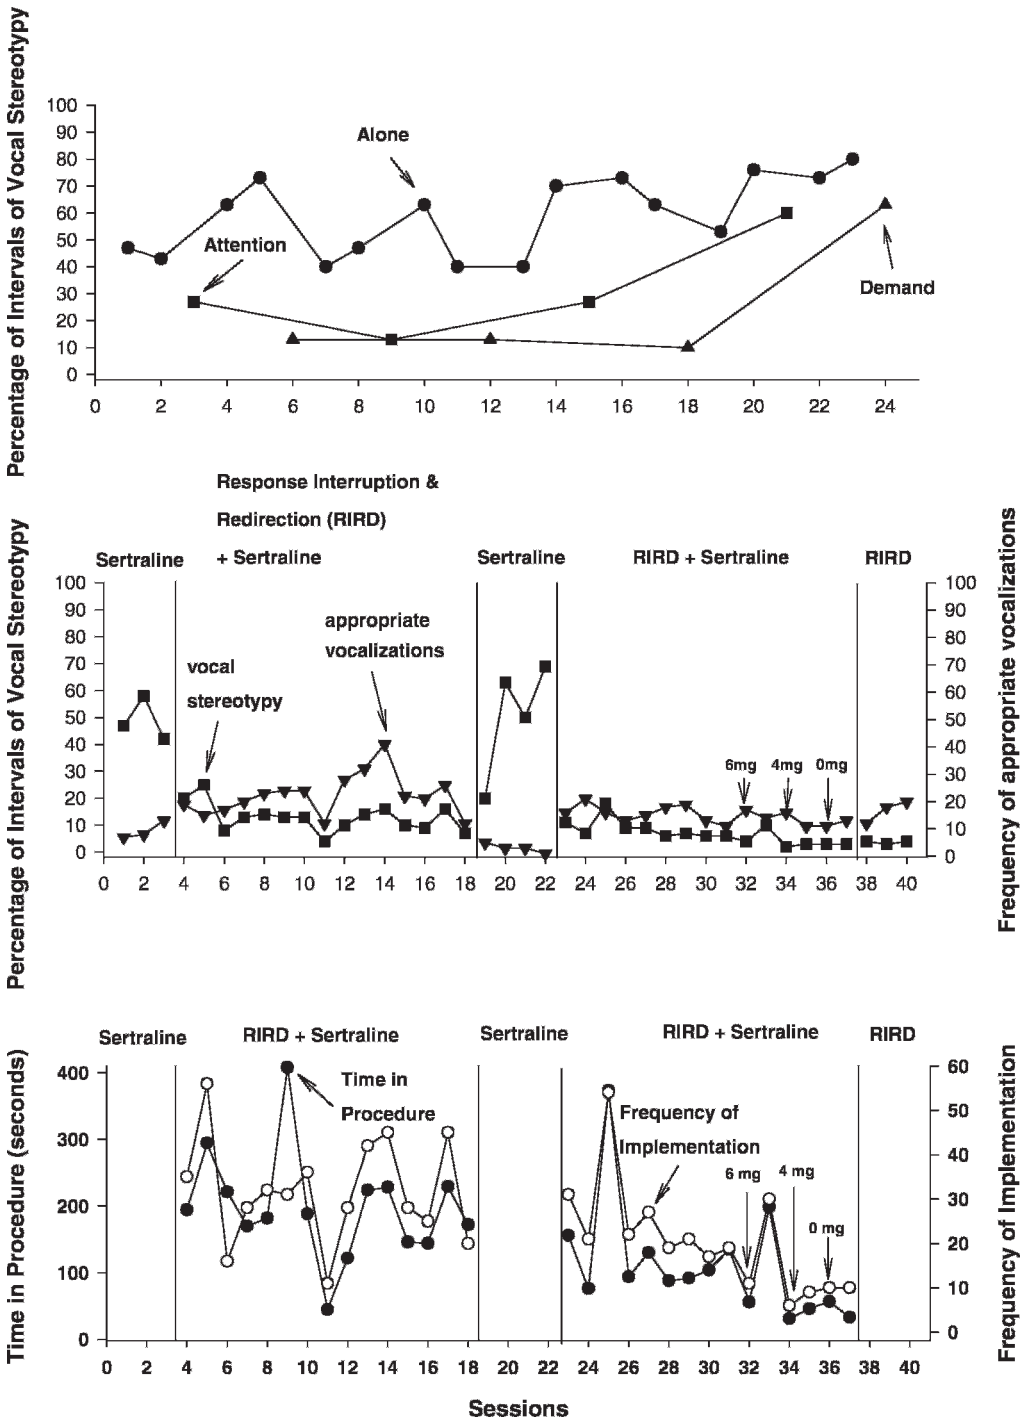 Percentage of Intervals of Vocal Stereotypy
100
90
80
70
60
50
40
30
20
10
0
Alone
Attention
Demand
0 2 4 6 8 10 12 14 16 18 20 22 24
Response Interruption &
Redirection (RIRD)
+ Sertraline
Sertraline
Sertraline
RIRD + Sertraline
RIRD
Percentage of Intervals of Vocal Stereotypy
100
90
80
70
60
50
40
30
20
10
0
vocal
stereotypy
appropriate
vocalizations
6mg 4mg 0mg
100
90
80
70
60
50
40
30
20
10
0
Frequency of appropriate vocalizations
0 2 4 6 8 10 12 14 16 18 20 22 24 26 28 30 32 34 36 38 40
Sertraline RIRD + Sertraline Sertraline RIRD + Sertraline RIRD
Time in Procedure (seconds)
400
300
200
100
0
Time in
Procedure
Frequency of
Implementation
6 mg 4 mg
0 mg
60
50
40
30
20
10
0
Frequency of Implementation
0 2 4 6 8 10 12 14 16 18 20 22 24 26 28 30 32 34 36 38 40
Sessions